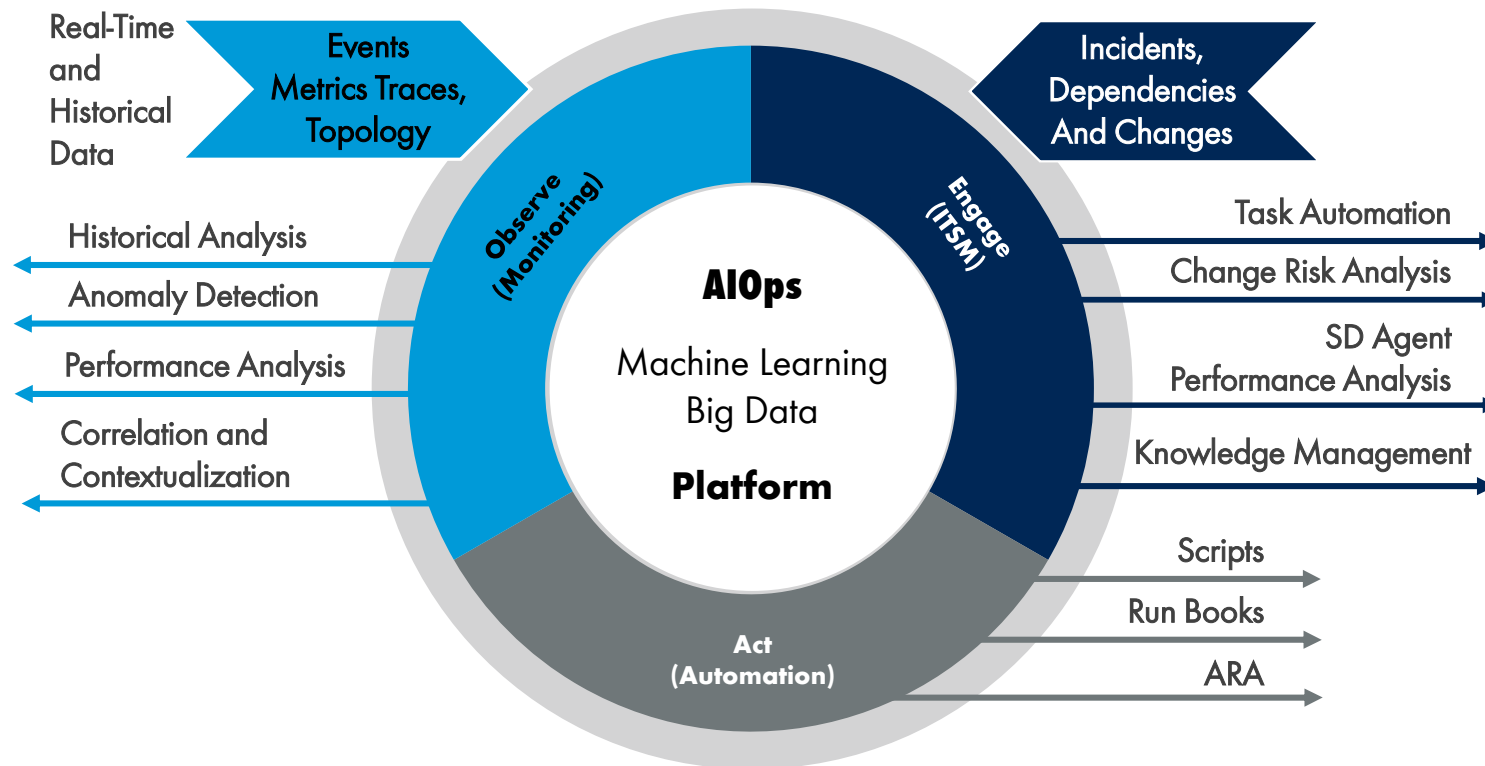 Real-Time
and
Historical
Data
Events
Metrics Traces,
Topology
Incidents,
Dependencies
And Changes
Observe
(Monitoring)
Engage
(ITSM)
Historical Analysis
Anomaly Detection
Performance Analysis
Correlation and
Contextualization
AIOps
Machine Learning
Big Data
Platform
Task Automation
Change Risk Analysis
SD Agent
Performance Analysis
Knowledge Management
Act
(Automation)
Scripts
Run Books
ARA